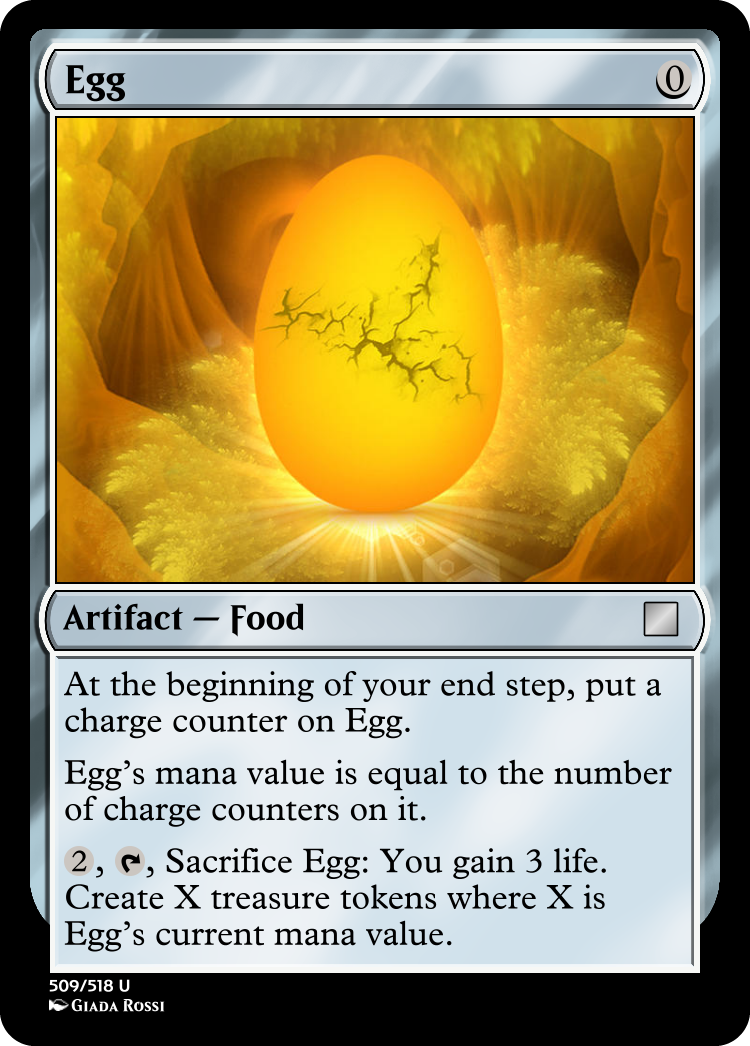 Egg
0
Artifact — Food
At the beginning of your end step, put a
charge counter on Egg.
Egg's mana value is equal to the number
of charge counters on it.
2, , Sacrifice Egg: You gain 3 life.
Create X treasure tokens where X is
Egg's current mana value.
509/518 U
Giada Rossi